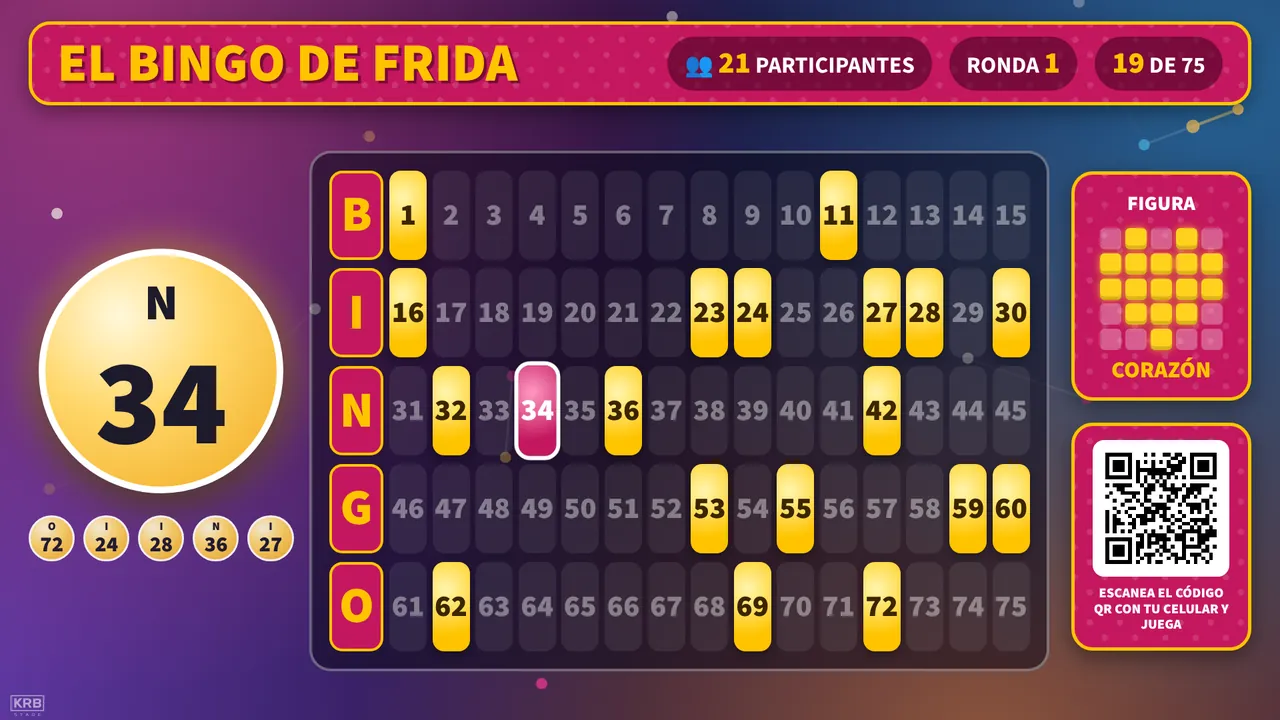 EL BINGO DE FRIDA
21 PARTICIPANTES
RONDA 1
19 DE 75
N
34
O 72
I 24
I 28
N 36
I 27
B 1 2 3 4 5 6 7 8 9 10 11 12 13 14 15
I 16 17 18 19 20 21 22 23 24 25 26 27 28 29 30
N 31 32 33 34 35 36 37 38 39 40 41 42 43 44 45
G 46 47 48 49 50 51 52 53 54 55 56 57 58 59 60
O 61 62 63 64 65 66 67 68 69 70 71 72 73 74 75
FIGURA
CORAZÓN
ESCANEA EL CÓDIGO
QR CON TU CELULAR Y
JUEGA
KRB